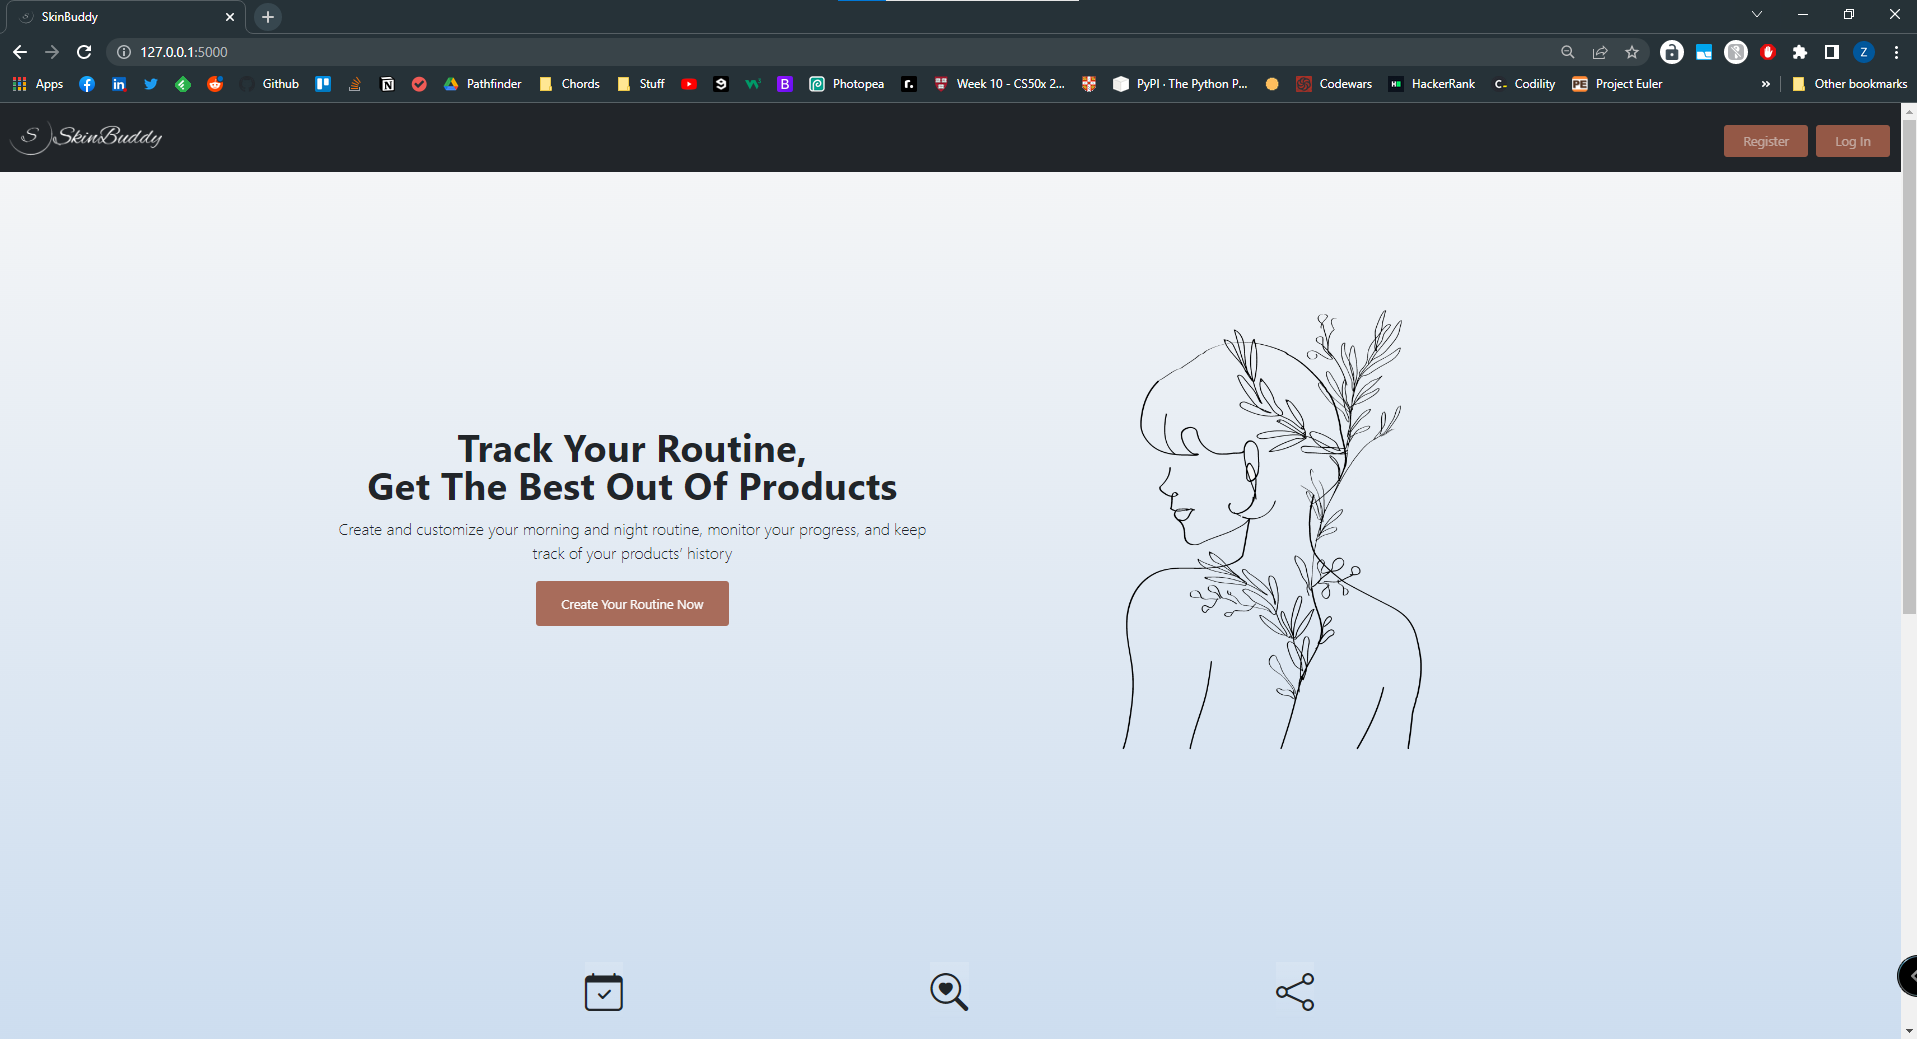 SkinBuddy
127.0.0.1:5000
Apps
Github
Pathfinder
Chords
Stuff
Photopea
Week 10 - CS50x 2...
PyPI · The Python P...
Codewars
HackerRank
Codility
Project Euler
»
Other bookmarks
S SkinBuddy
Register
Log In
Track Your Routine,
Get The Best Out Of Products
Create and customize your morning and night routine, monitor your progress, and keep
track of your products’ history
Create Your Routine Now